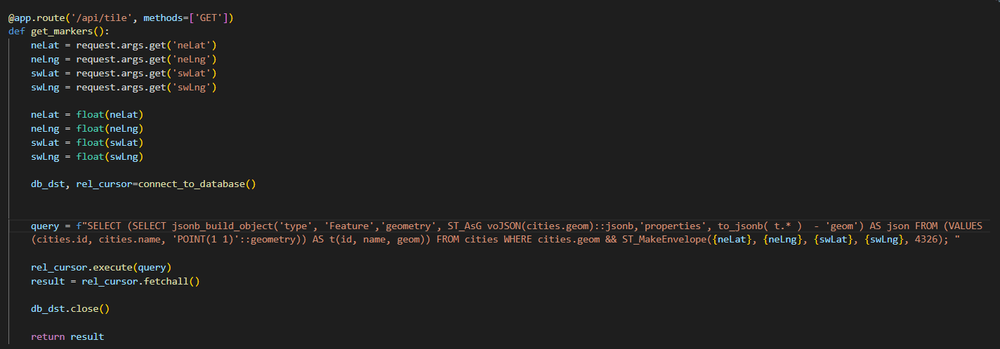 @app.route('/api/tile', methods=['GET'])
def get_markers():
    neLat = request.args.get('neLat')
    neLng = request.args.get('neLng')
    swLat = request.args.get('swLat')
    swLng = request.args.get('swLng')
    neLat = float(neLat)
    neLng = float(neLng)
    swLat = float(swLat)
    swLng = float(swLng)
    db_dst, rel_cursor=connect_to_database()
    query = f"SELECT (SELECT jsonb_build_object('type', 'Feature','geometry', ST_AsG voJSON(cities.geom)::jsonb,'properties', to_jsonb( t.* )  - 'geom') AS json FROM (VALUES
    (cities.id, cities.name, 'POINT(1 1)'::geometry)) AS t(id, name, geom)) FROM cities WHERE cities.geom && ST_MakeEnvelope({neLat}, {neLng}, {swLat}, {swLng}, 4326); "
    rel_cursor.execute(query)
    result = rel_cursor.fetchall()
    db_dst.close()
    return result